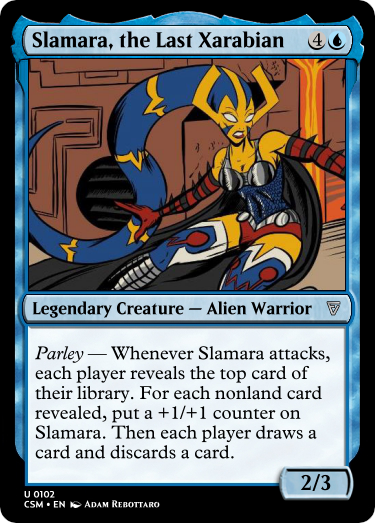 Slamara, the Last Xarabian 4
Legendary Creature — Alien Warrior
Parley — Whenever Slamara attacks,
each player reveals the top card of
their library. For each nonland card
revealed, put a +1/+1 counter on
Slamara. Then each player draws a
card and discards a card.
2/3
U 0102
CSM • EN Adam Rebottaro